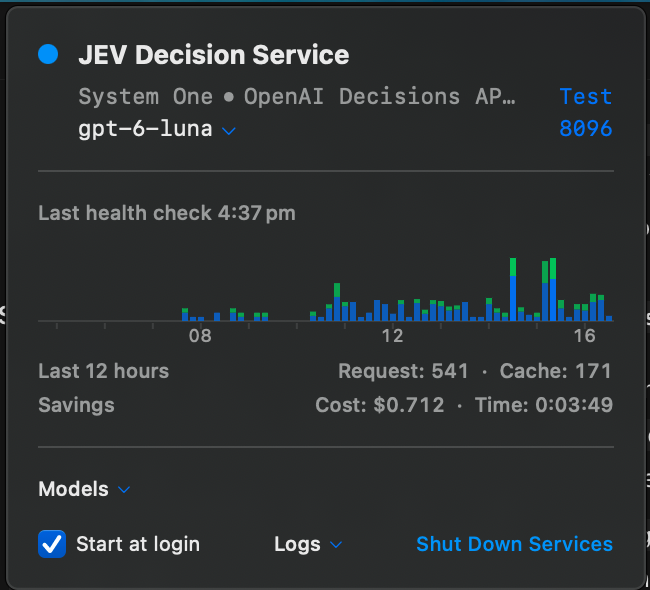 JEV Decision Service
System One • OpenAI Decisions AP… Test
gpt-6-luna 8096
Last health check 4:37 pm
08 12 16
Last 12 hours Request: 541 · Cache: 171
Savings Cost: $0.712 · Time: 0:03:49
Models
Start at login Logs Shut Down Services